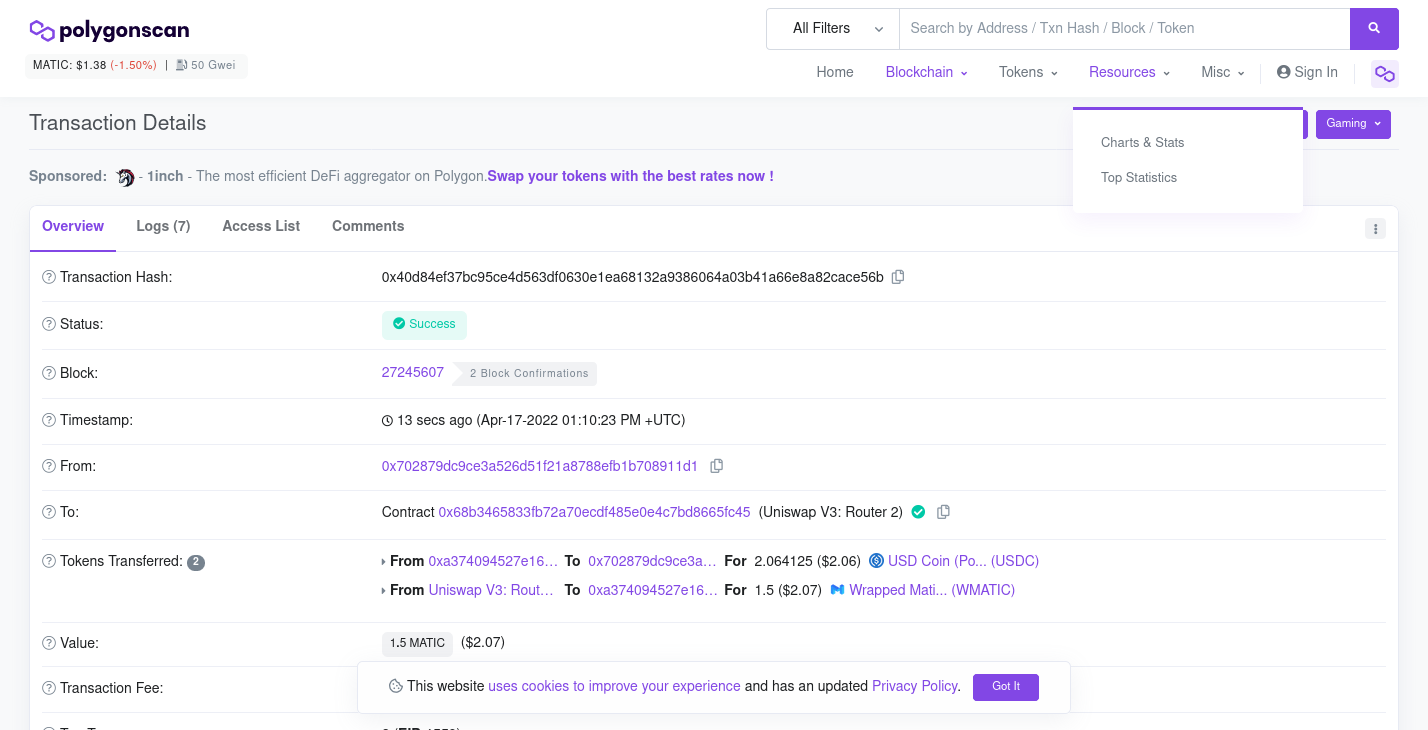 polygonscan
All Filters
Search by Address / Txn Hash / Block / Token
MATIC: $1.38 (-1.50%) | 50 Gwei
Home Blockchain Tokens Resources Misc Sign In
Transaction Details
Gaming
Charts & Stats
Top Statistics
Sponsored: - 1inch - The most efficient DeFi aggregator on Polygon.Swap your tokens with the best rates now !
Overview Logs (7) Access List Comments
Transaction Hash: 0x40d84ef37bc95ce4d563df0630e1ea68132a9386064a03b41a66e8a82cace56b
Status: Success
Block: 27245607 2 Block Confirmations
Timestamp: 13 secs ago (Apr-17-2022 01:10:23 PM +UTC)
From: 0x702879dc9ce3a526d51f21a8788efb1b708911d1
To: Contract 0x68b3465833fb72a70ecdf485e0e4c7bd8665fc45 (Uniswap V3: Router 2)
Tokens Transferred: 2 From 0xa374094527e16... To 0x702879dc9ce3a... For 2.064125 ($2.06) USD Coin (Po... (USDC)
From Uniswap V3: Rout... To 0xa374094527e16... For 1.5 ($2.07) Wrapped Mati... (WMATIC)
Value: 1.5 MATIC ($2.07)
Transaction Fee:
This website uses cookies to improve your experience and has an updated Privacy Policy. Got It